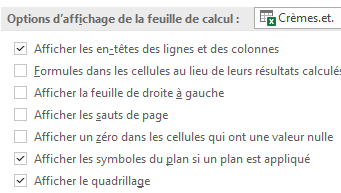 Options d'affichage de la feuille de calcul : Crèmes.et.
Afficher les en-têtes des lignes et des colonnes
Formules dans les cellules au lieu de leurs résultats calculés
Afficher la feuille de droite à gauche
Afficher les sauts de page
Afficher un zéro dans les cellules qui ont une valeur nulle
Afficher les symboles du plan si un plan est appliqué
Afficher le quadrillage